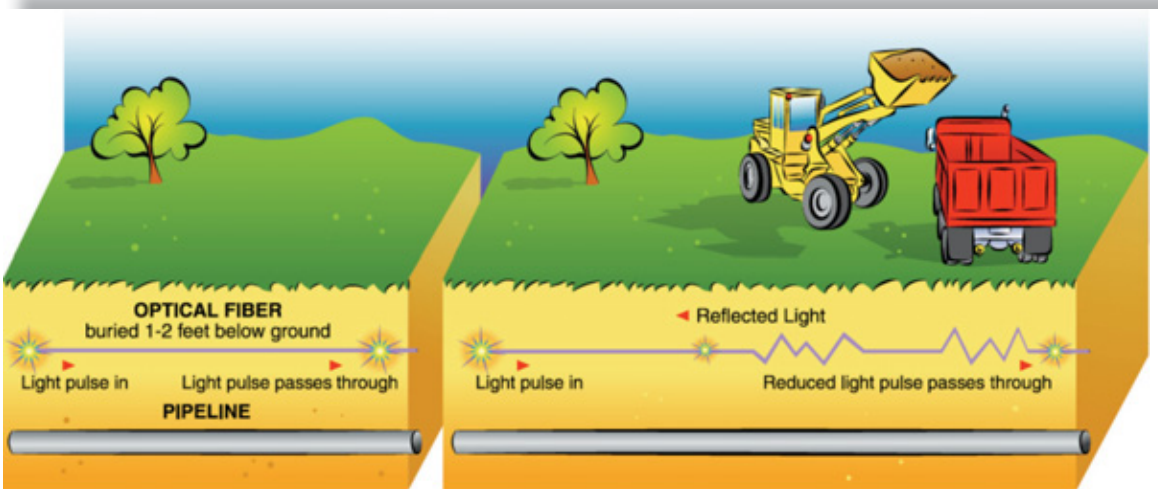 OPTICAL FIBER
buried 1-2 feet below ground
Light pulse in
Light pulse passes through
PIPELINE
Reflected Light
Light pulse in
Reduced light pulse passes through